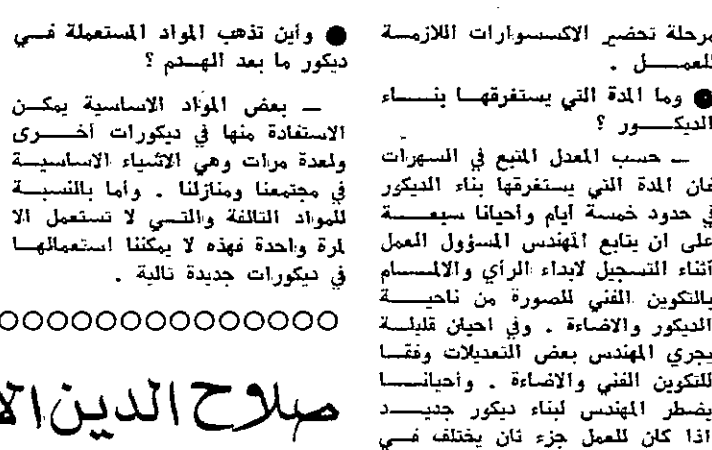 مرحلة تحضير الاكسسوارات اللازمة
للعمل .
● وما المدة التي يستغرقها بناء
الديكور ؟
ـ حسب المعدل المتبع في السهرات
فان المدة التي يستغرقها بناء الديكور
في حدود خمسة أيام وأحيانا سبعة
على ان يتابع المهندس المسؤول العمل
أثناء التسجيل لابداء الرأي والالمام
بالتكوين الفني للصورة من ناحية
الديكور والاضاءة . وفي احيان قليلة
يجري المهندس بعض التعديلات وفقا
للتكوين الفني والاضاءة . وأحيانا
يضطر المهندس لبناء ديكور جديد
اذا كان للعمل جزء ثان يختلف في
● وأين تذهب المواد المستعملة في
ديكور ما بعد الهدم ؟
ـ بعض المواد الاساسية يمكن
الاستفادة منها في ديكورات أخرى
ولعدة مرات وهي الاشياء الاساسية
في مجتمعنا ومنازلنا . وأما بالنسبة
للمواد التالفة والتي لا تستعمل الا
لمرة واحدة فهذه لا يمكننا استعمالها
في ديكورات جديدة تالية .
صلاح الدين الا